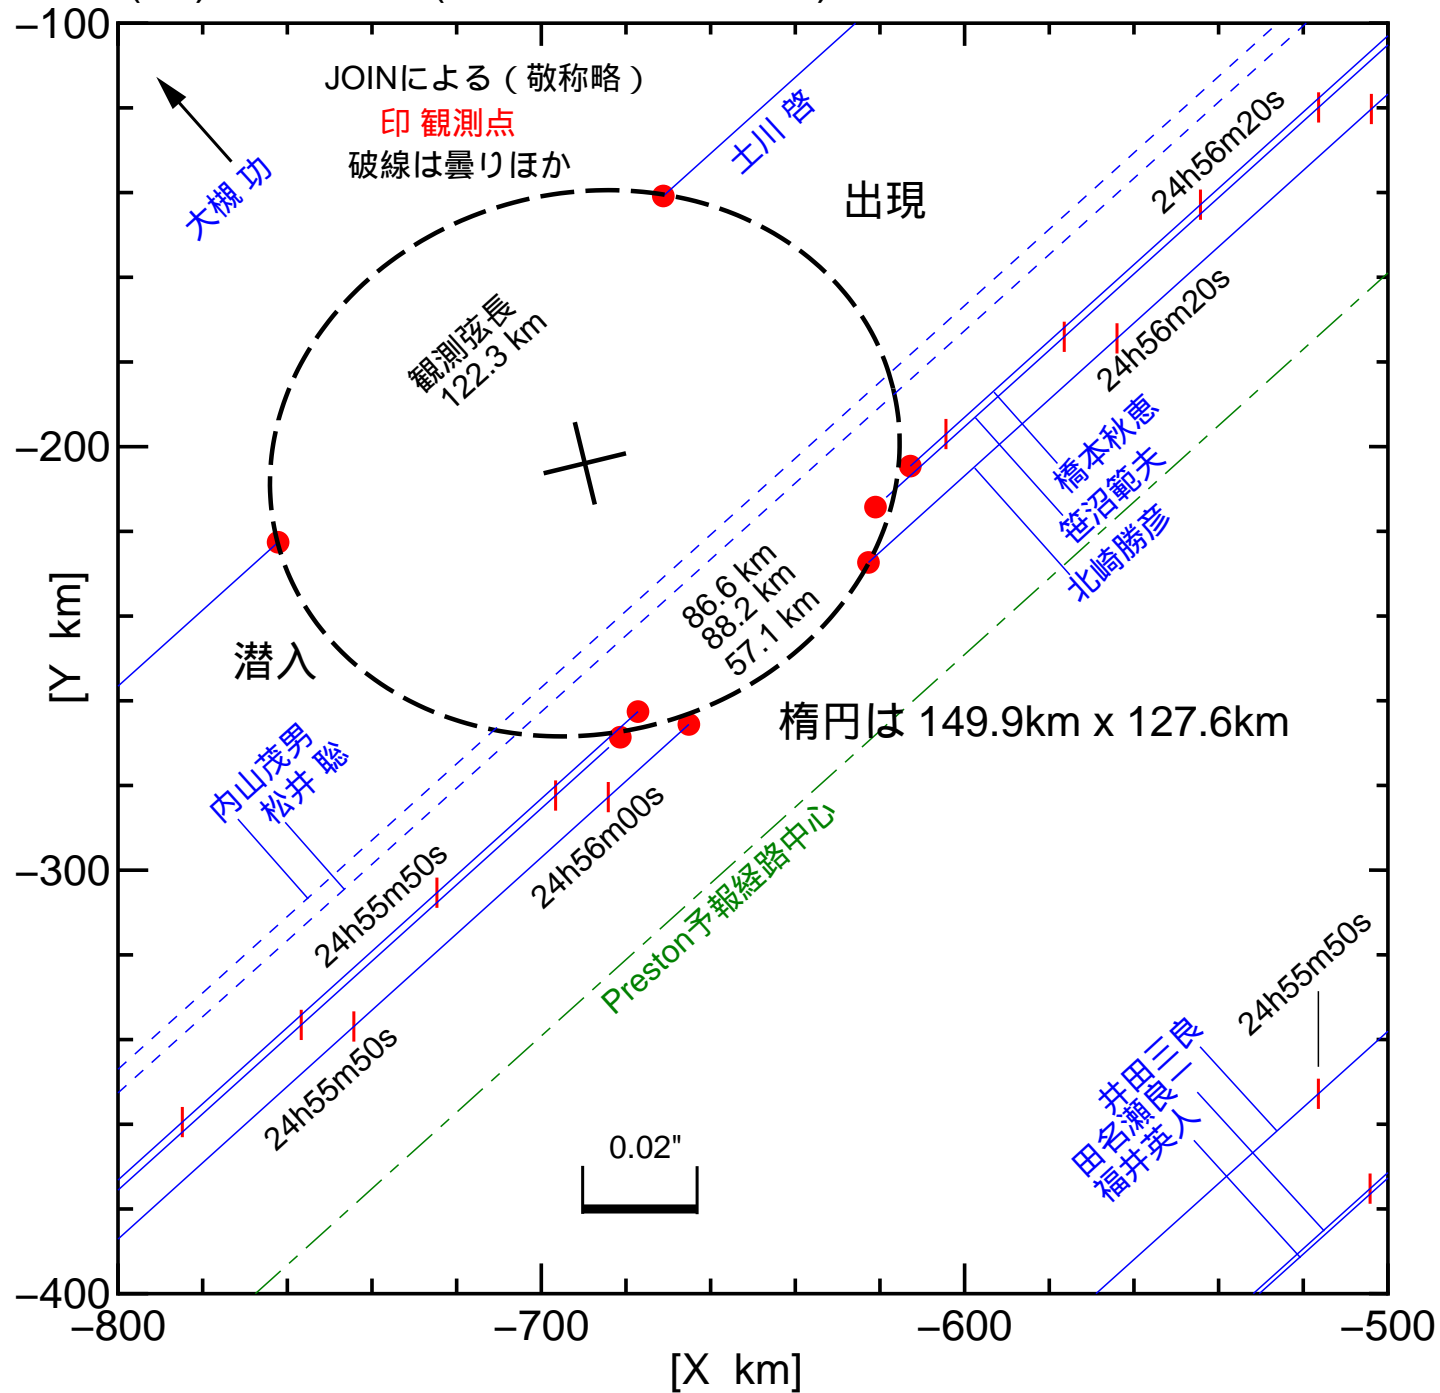 JOINによる（敬称略）
印 観測点
破線は曇りほか
大槻 功
土川 啓
出現
24h56m20s
24h56m20s
観測弦長
122.3 km
橋本秋恵
笹沼範夫
北崎勝彦
86.6 km
88.2 km
57.1 km
潜入
楕円は 149.9km x 127.6km
内山茂男
松井 聡
24h55m50s
24h56m00s
24h55m50s
Preston予報経路中心
24h55m50s
井田三良
田名瀬良一
福井英人
0.02"
−100
−200
−300
−400
[Y km]
−800
−700
−600
−500
[X km]